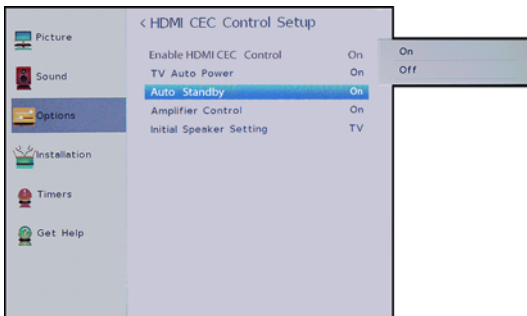 Picture
Sound
Options
Installation
Timers
Get Help
< HDMI CEC Control Setup
Enable HDMI CEC Control On
TV Auto Power On
Auto Standby On
Amplifier Control On
Initial Speaker Setting TV
On
Off